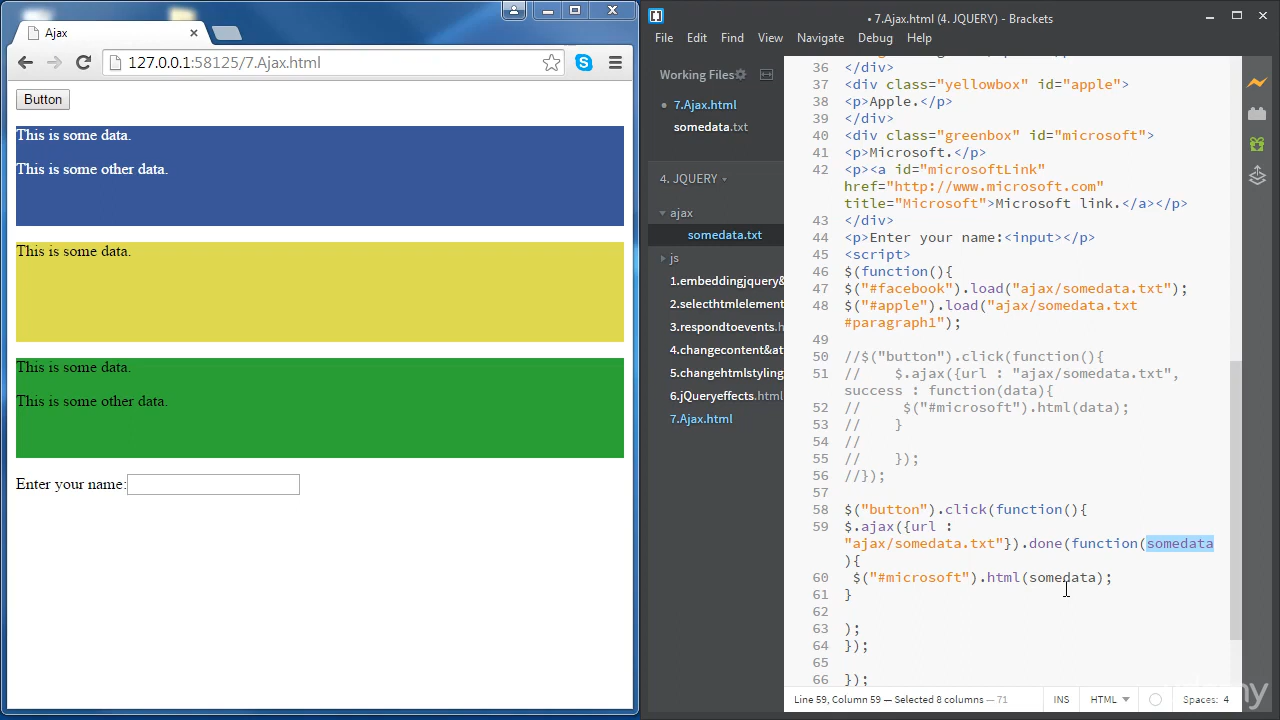 Ajax
127.0.0.1:58125/7.Ajax.html
Button
This is some data.
This is some other data.
This is some data.
This is some data.
This is some other data.
Enter your name:
• 7.Ajax.html (4. JQUERY) - Brackets
File Edit Find View Navigate Debug Help
Working Files
7.Ajax.html
somedata.txt
4. JQUERY
ajax
somedata.txt
js
1.embeddingjquery&
2.selecthtmlelement
3.respondtoevents.h
4.changecontent&at
5.changehtmlstyling
6.jQueryeffects.html
7.Ajax.html
36 </div>
37 <div class="yellowbox" id="apple">
38 <p>Apple.</p>
39 </div>
40 <div class="greenbox" id="microsoft">
41 <p>Microsoft.</p>
42 <p><a id="microsoftLink"
href="http://www.microsoft.com"
title="Microsoft">Microsoft link.</a></p>
43 </div>
44 <p>Enter your name:<input></p>
45 <script>
46 $(function(){
47 $("#facebook").load("ajax/somedata.txt");
48 $("#apple").load("ajax/somedata.txt
#paragraph1");
49
50 //$("button").click(function(){
51 //   $.ajax({url : "ajax/somedata.txt",
success : function(data){
52 //    $("#microsoft").html(data);
53 //   }
54 //
55 //   });
56 //});
57
58 $("button").click(function(){
59 $.ajax({url :
"ajax/somedata.txt"}).done(function(somedata
){
60 $("#microsoft").html(somedata);
61 }
62
63 );
64 });
65
66 });
Line 59, Column 59 — Selected 8 columns — 71
INS
HTML
Spaces: 4